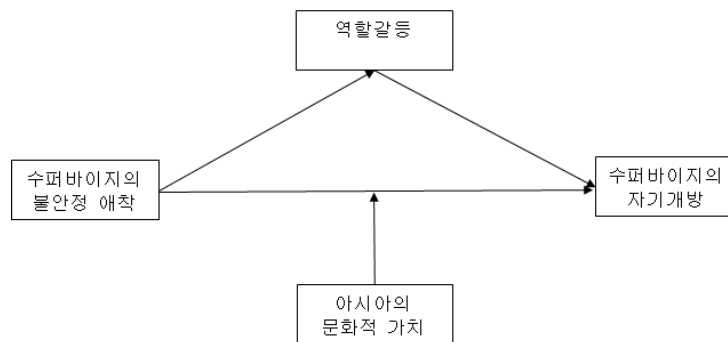 역할갈등
수퍼바이지의
불안정 애착
수퍼바이지의
자기개방
아시아의
문화적 가치